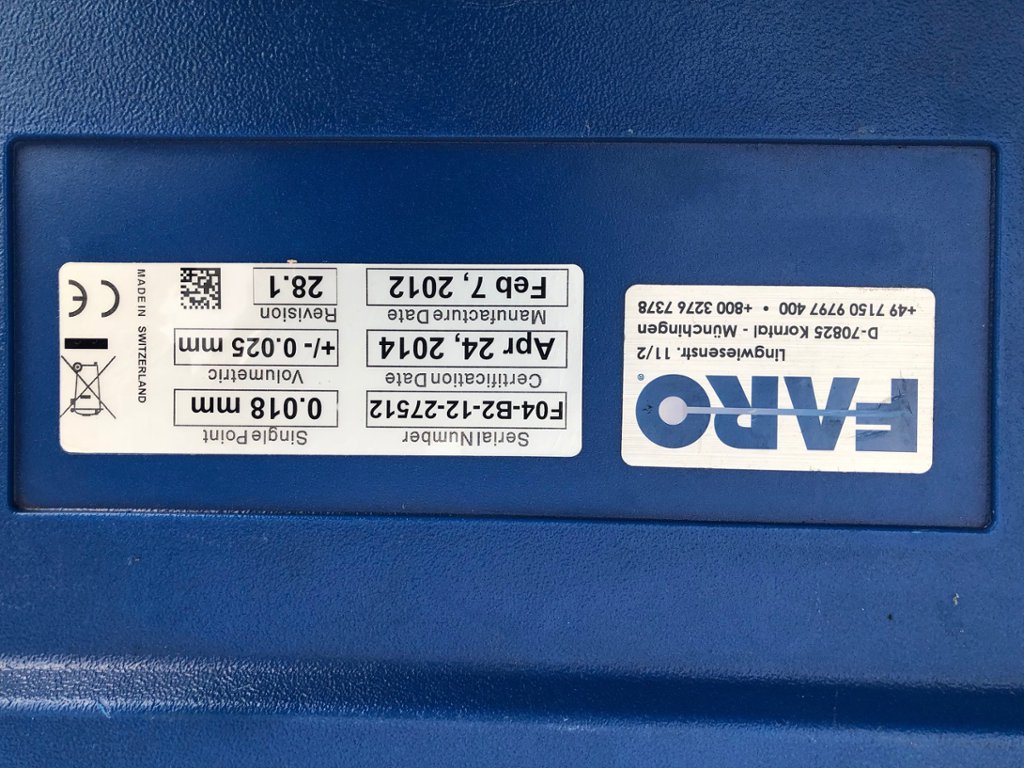 FARO®
Lingwiesenstr. 11/2
D-70825 Korntal - Münchingen
+49 7150 9797 400 • +800 3276 7378
Serial Number
F04-B2-12-27512
Certification Date
Apr 24, 2014
Manufacture Date
Feb 7, 2012
Single Point
0.018 mm
Volumetric
+/- 0.025 mm
Revision
28.1
MADE IN SWITZERLAND
CE